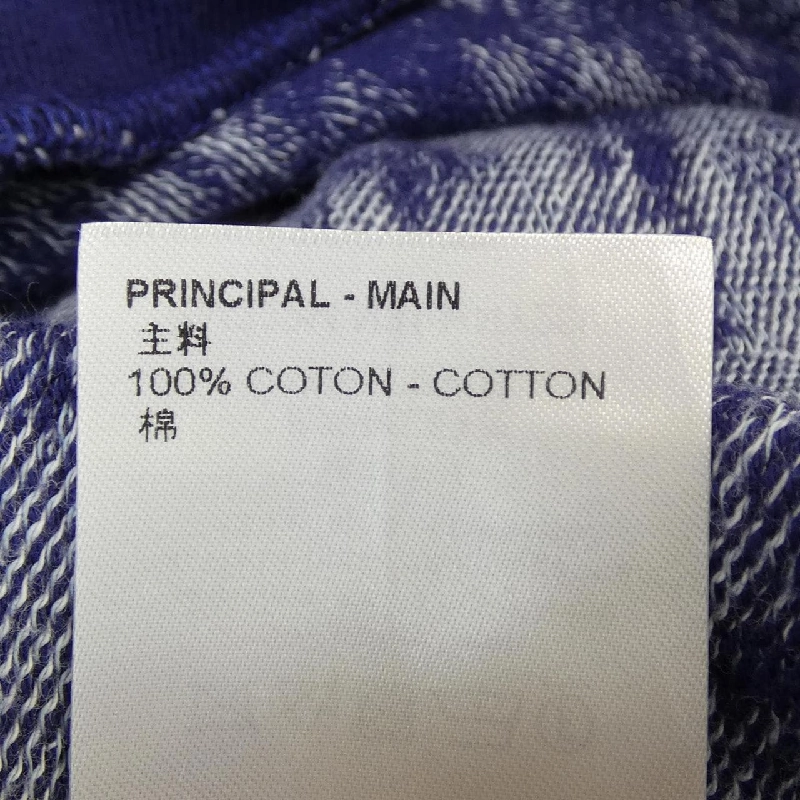 PRINCIPAL - MAIN
主料
100% COTON - COTTON
棉